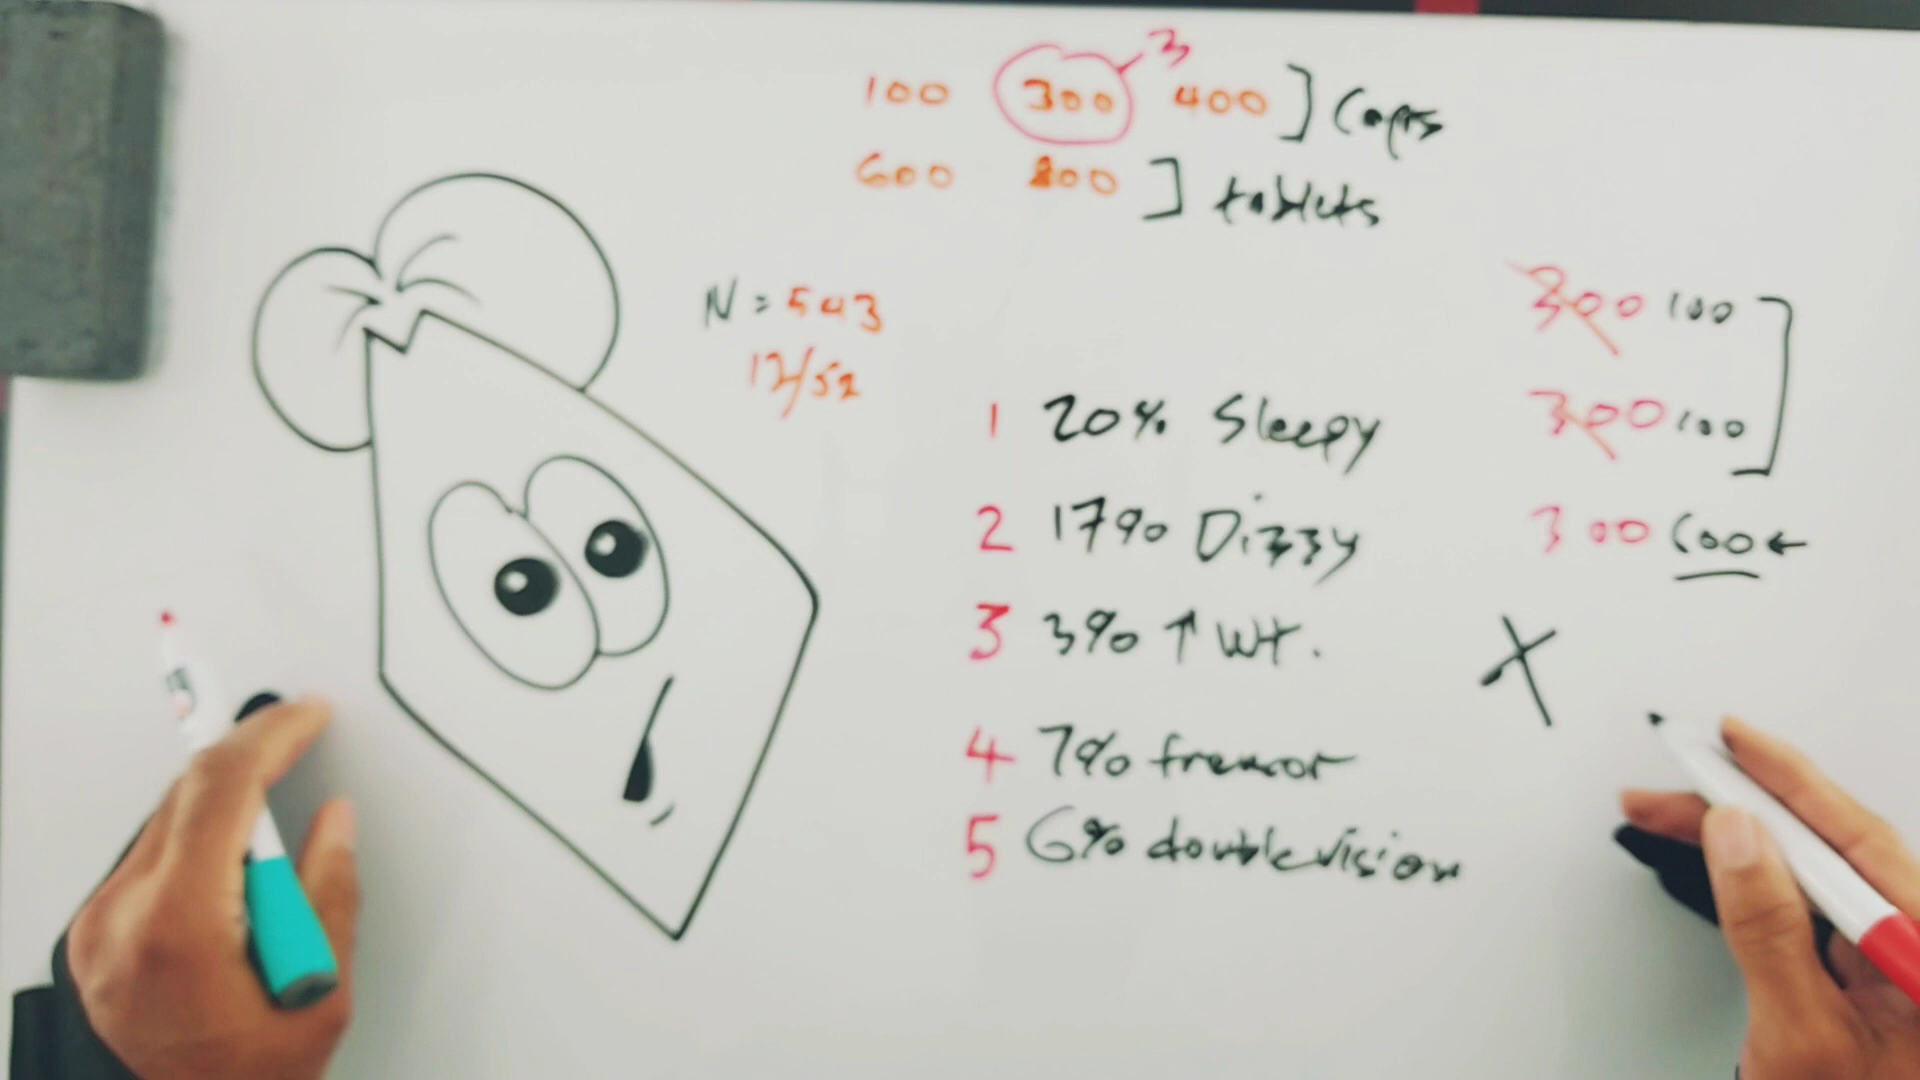 3
100 300 400 ] Caps
600 800 ] tablets
N = 543
12/52
300 100
300 100
300 600 ←
1 20% Sleepy
2 17% Dizzy
3 3% ↑ Wt.
4 7% tremor
5 6% double vision
X